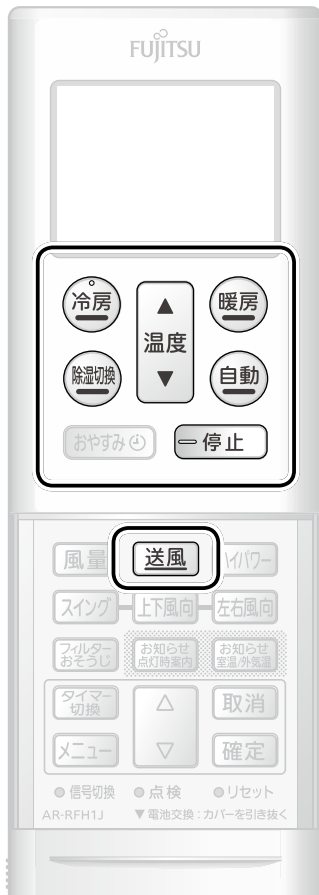 FUJITSU
冷房 ▲ 暖房
温度
除湿切換 ▼ 自動
おやすみ 停止
風量 送風 ハイパワー
スイング 上下風向 左右風向
フィルター お知らせ お知らせ
おそうじ 点灯時案内 室温/外気温
タイマー △ 取消
切換
メニュー ▽ 確定
信号切換 点検 リセット
AR-RFH1J ▼電池交換:カバーを引き抜く